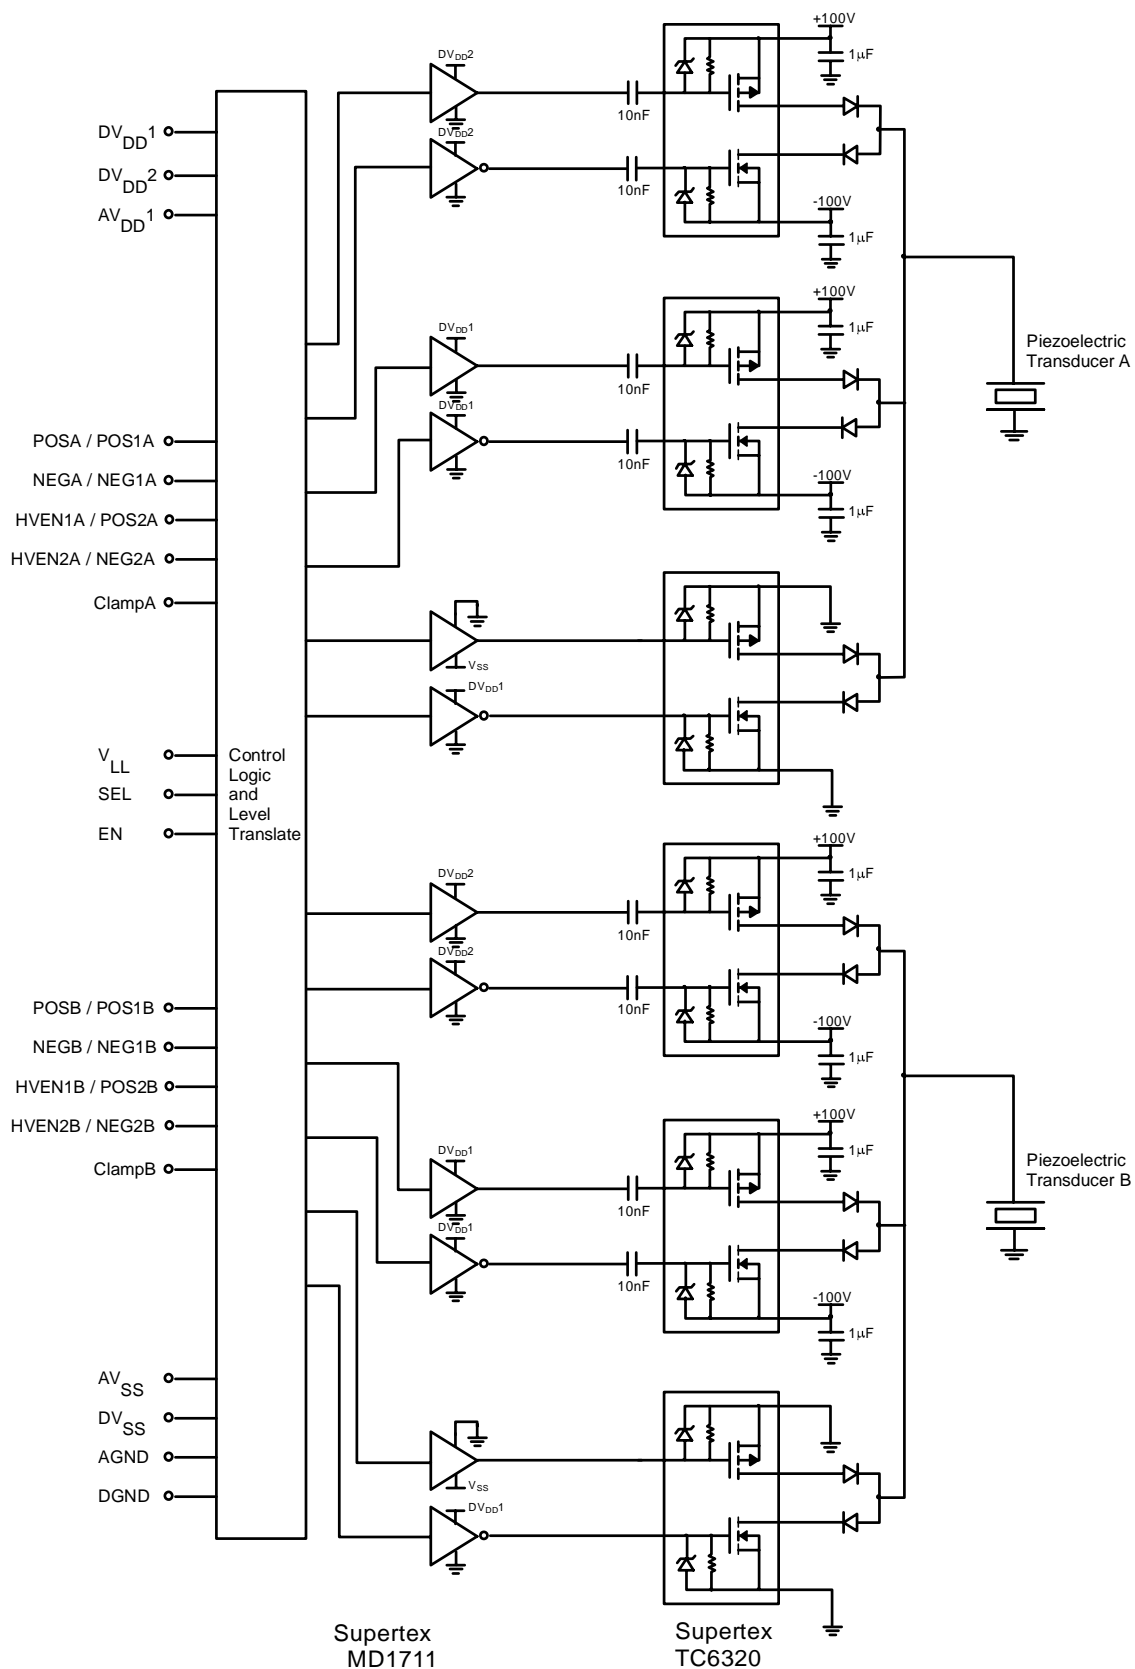 +100V
1µF
DVDD2
10nF
DVDD2
10nF
-100V
1µF
DVDD1
DVDD2
AVDD1
+100V
1µF
DVDD1
10nF
DVDD1
10nF
-100V
1µF
Piezoelectric
Transducer A
POSA / POS1A
NEGA / NEG1A
HVEN1A / POS2A
HVEN2A / NEG2A
ClampA
VSS
DVDD1
VLL
SEL
EN
Control
Logic
and
Level
Translate
+100V
1µF
DVDD2
10nF
DVDD2
10nF
-100V
1µF
POSB / POS1B
NEGB / NEG1B
HVEN1B / POS2B
HVEN2B / NEG2B
ClampB
+100V
1µF
DVDD1
10nF
DVDD1
10nF
-100V
1µF
Piezoelectric
Transducer B
AVSS
DVSS
AGND
DGND
VSS
DVDD1
Supertex
MD1711
Supertex
TC6320